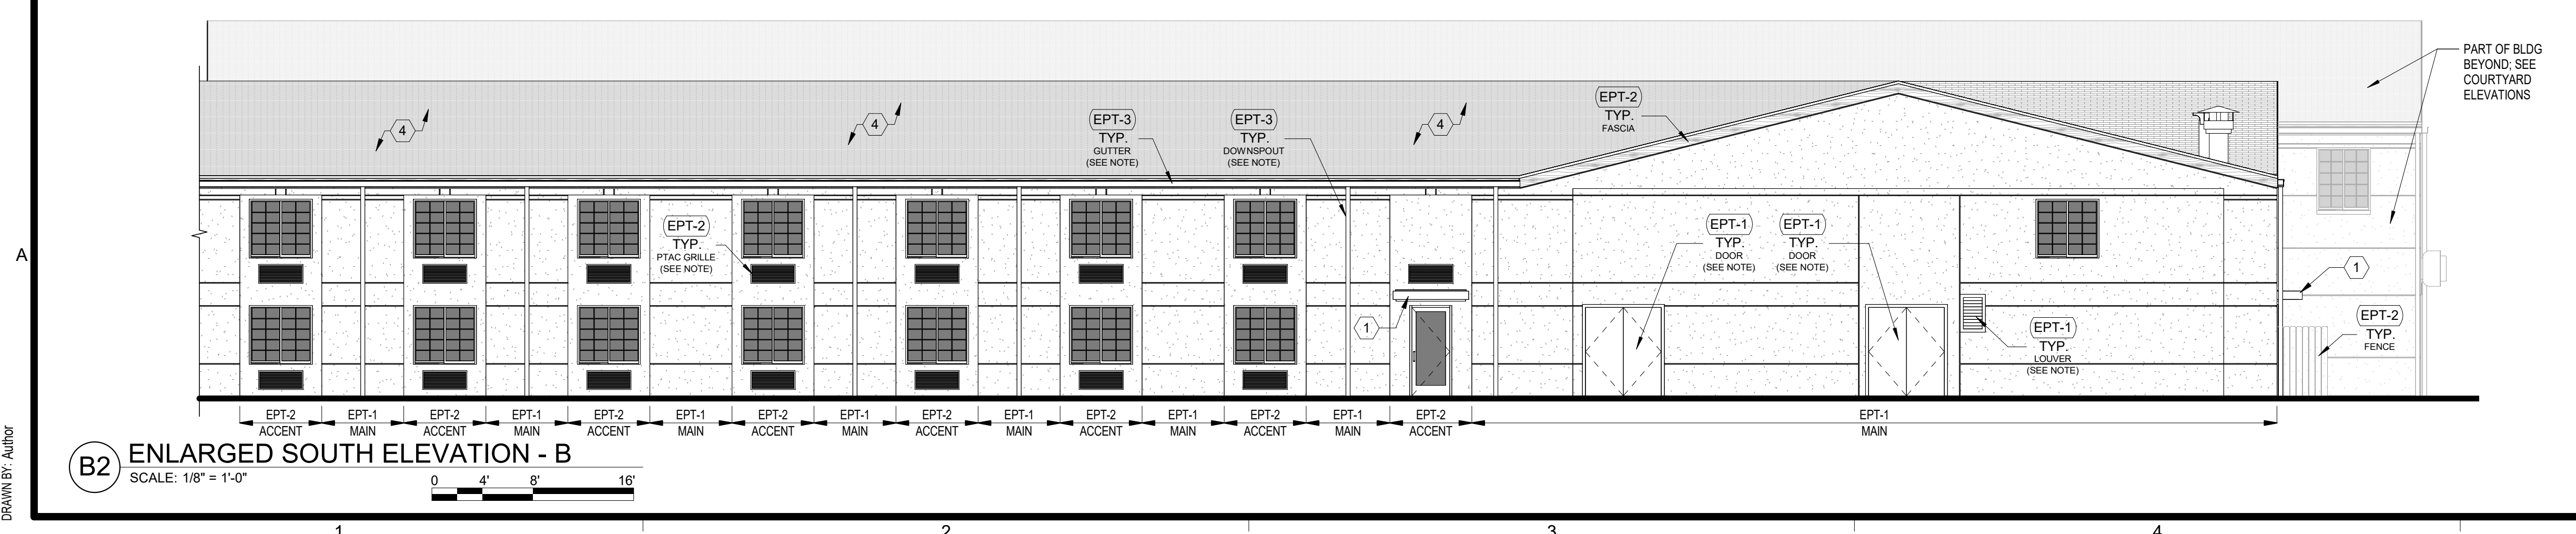 PART OF BLDG
BEYOND; SEE
COURTYARD
ELEVATIONS
EPT-2
TYP.
FASCIA
EPT-3
TYP.
GUTTER
(SEE NOTE)
EPT-3
TYP.
DOWNSPOUT
(SEE NOTE)
4
4
4
EPT-2
TYP.
PTAC GRILLE
(SEE NOTE)
EPT-1
TYP.
DOOR
(SEE NOTE)
EPT-1
TYP.
DOOR
(SEE NOTE)
A
1
1
EPT-1
TYP.
LOUVER
(SEE NOTE)
EPT-2
TYP.
FENCE
EPT-2 EPT-1 EPT-2 EPT-1 EPT-2 EPT-1 EPT-2 EPT-1 EPT-2 EPT-1 EPT-2 EPT-1 EPT-2 EPT-1 EPT-2 EPT-1
ACCENT MAIN ACCENT MAIN ACCENT MAIN ACCENT MAIN ACCENT MAIN ACCENT MAIN ACCENT MAIN ACCENT MAIN
B2
ENLARGED SOUTH ELEVATION - B
SCALE: 1/8" = 1'-0"
0 4' 8' 16'
DRAWN BY: Author
1 2 3 4